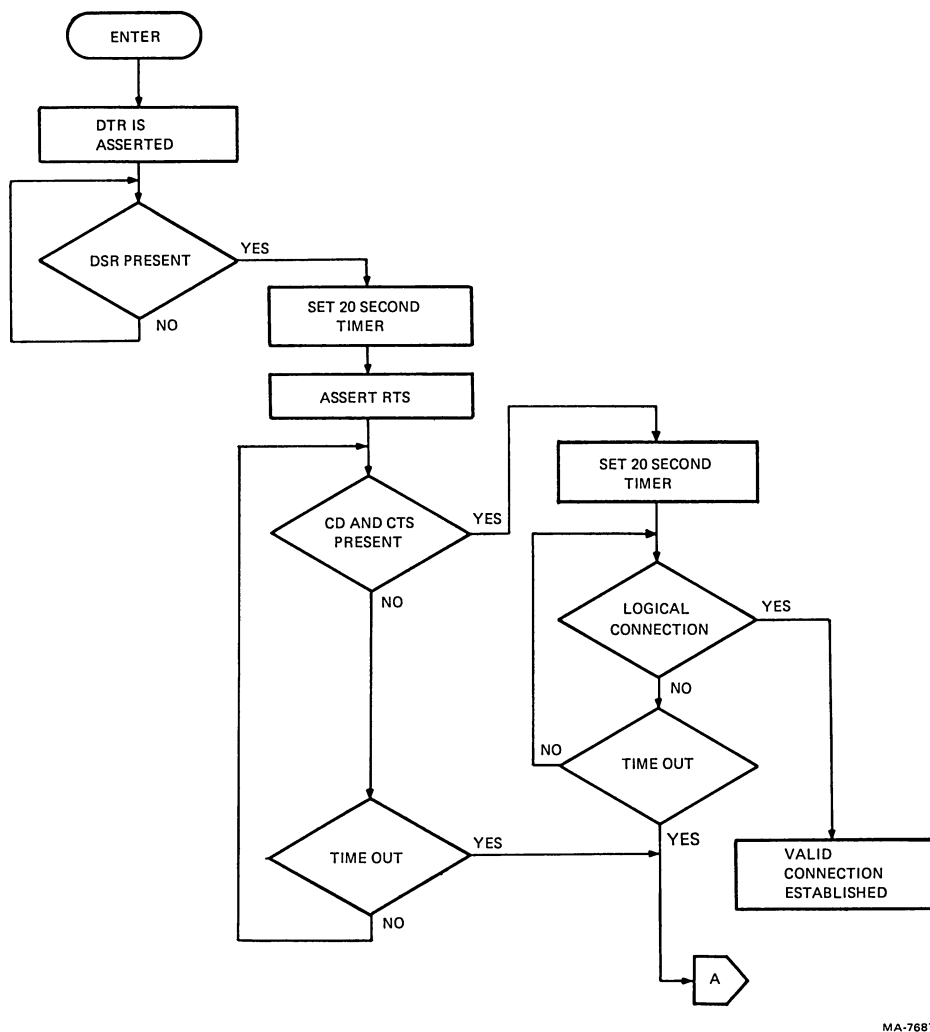 ENTER
DTR IS
ASSERTED
DSR PRESENT
YES
NO
SET 20 SECOND
TIMER
ASSERT RTS
CD AND CTS
PRESENT
YES
NO
SET 20 SECOND
TIMER
LOGICAL
CONNECTION
YES
NO
TIME OUT
NO
YES
TIME OUT
YES
NO
VALID
CONNECTION
ESTABLISHED
A